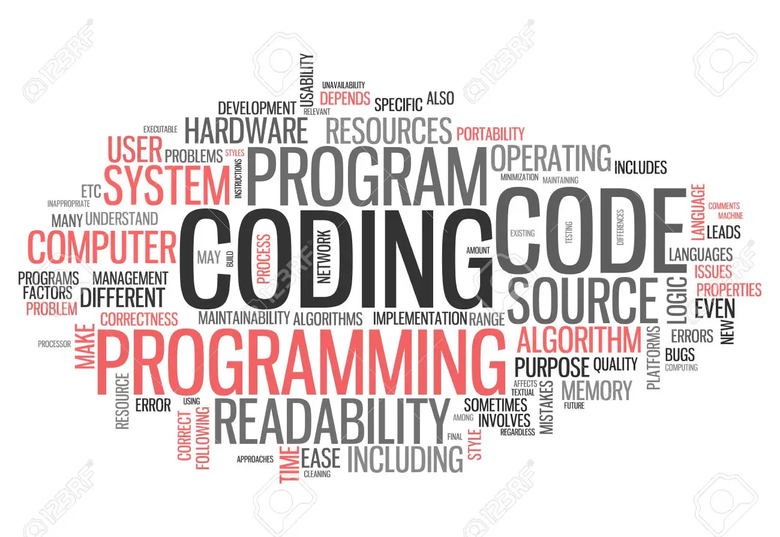 USABILITY
UNAVAILABILITY
DEPENDS
SPECIFIC
ALSO
DEVELOPMENT
RELEVANT
EXECUTABLE
HARDWARE
RESOURCES
PORTABILITY
USER
PROBLEMS
STYLES
INSTRUCTIONS
PROGRAM
OPERATING
INCLUDES
SYSTEM
MINIMIZATION
MAINTAINING
ETC
INAPPROPRIATE
MANY
UNDERSTAND
CODING
CODE
LANGUAGE
COMMENTS
MACHINE
LEADS
COMPUTER
MAY
BUILD
PROCESS
NETWORK
AMOUNT
EXISTING
TESTING
DIFFERENCES
LANGUAGES
ISSUES
PROGRAMS
MANAGEMENT
FACTORS
DIFFERENT
SOURCE
LOGIC
PROPERTIES
PROBLEM
CORRECTNESS
MAINTAINABILITY
ALGORITHMS
IMPLEMENTATION
RANGE
EVEN
NEW
PROCESSOR
MAKE
PROGRAMMING
ALGORITHM
PLATFORMS
ERRORS
BUGS
COMPUTING
PURPOSE
QUALITY
RESOURCE
ERROR
USING
CORRECT
FOLLOWING
READABILITY
AMONG
AFFECTS
TEXTUAL
SOMETIMES
INVOLVES
REGARDLESS
MISTAKES
MEMORY
FUTURE
FINAL
STYLE
APPROACHES
TIME
EASE
CLEANING
INCLUDING
123RF
123RF
123RF
123RF
123RF
123RF
123RF
123RF